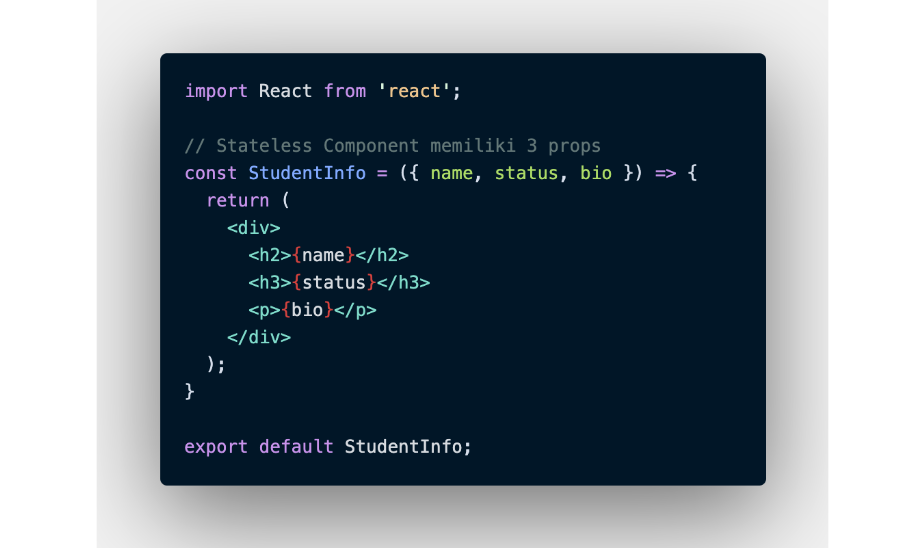 import React from 'react';
// Stateless Component memiliki 3 props
const StudentInfo = ({ name, status, bio }) => {
return (
<div>
<h2>{name}</h2>
<h3>{status}</h3>
<p>{bio}</p>
</div>
);
}
export default StudentInfo;